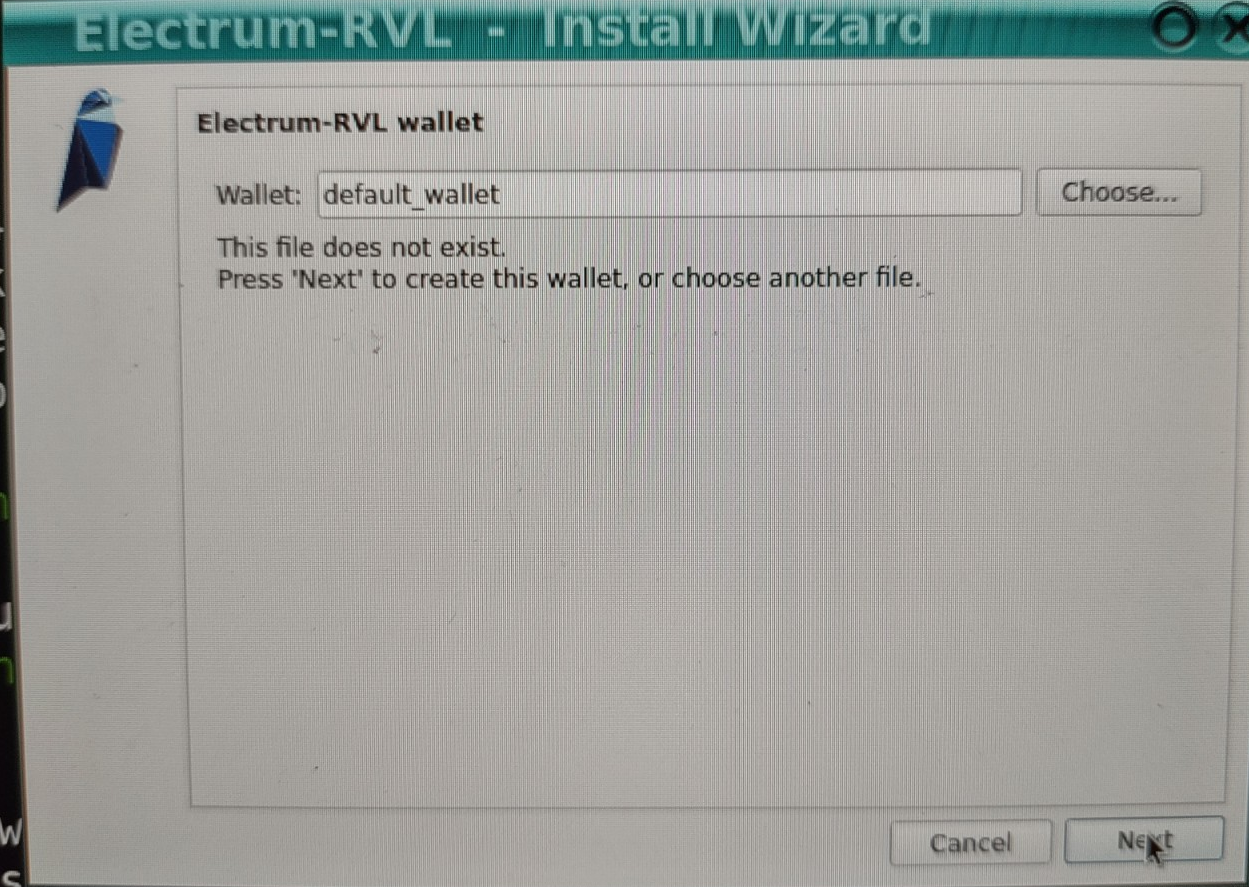 Electrum-RVL - Install Wizard
Electrum-RVL wallet
Wallet: default_wallet Choose...
This file does not exist.
Press 'Next' to create this wallet, or choose another file.
Cancel Next